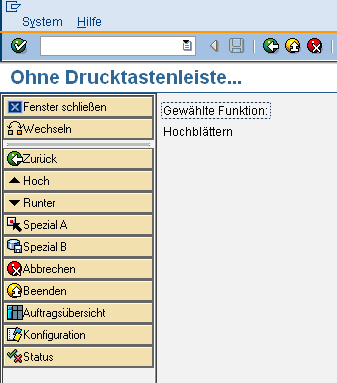 System Hilfe
Ohne Drucktastenleiste...
Fenster schließen
Wechseln
Zurück
Hoch
Runter
Spezial A
Spezial B
Abbrechen
Beenden
Auftragsübersicht
Konfiguration
Status
Gewählte Funktion:
Hochblättern